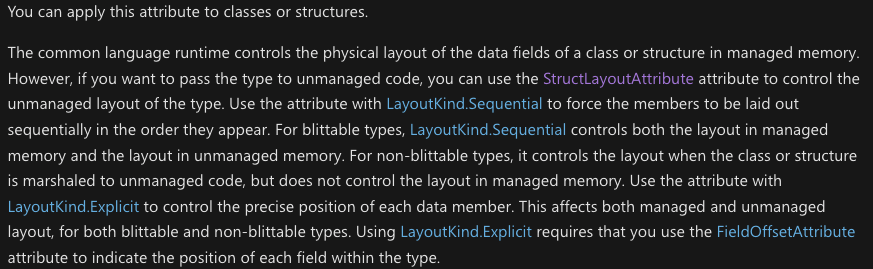 You can apply this attribute to classes or structures.
The common language runtime controls the physical layout of the data fields of a class or structure in managed memory.
However, if you want to pass the type to unmanaged code, you can use the StructLayoutAttribute attribute to control the
unmanaged layout of the type. Use the attribute with LayoutKind.Sequential to force the members to be laid out
sequentially in the order they appear. For blittable types, LayoutKind.Sequential controls both the layout in managed
memory and the layout in unmanaged memory. For non-blittable types, it controls the layout when the class or structure
is marshaled to unmanaged code, but does not control the layout in managed memory. Use the attribute with
LayoutKind.Explicit to control the precise position of each data member. This affects both managed and unmanaged
layout, for both blittable and non-blittable types. Using LayoutKind.Explicit requires that you use the FieldOffsetAttribute
attribute to indicate the position of each field within the type.